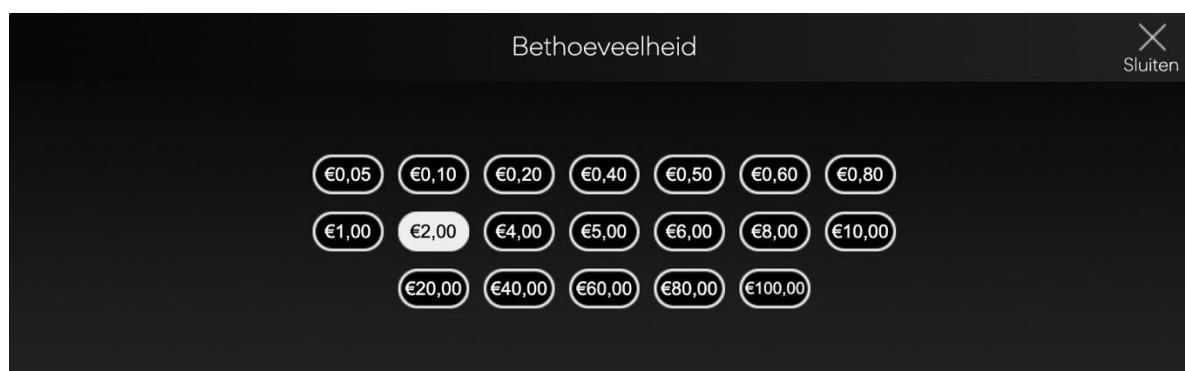 Bethoeveelheid
Sluiten
€0,05 €0,10 €0,20 €0,40 €0,50 €0,60 €0,80
€1,00 €2,00 €4,00 €5,00 €6,00 €8,00 €10,00
€20,00 €40,00 €60,00 €80,00 €100,00